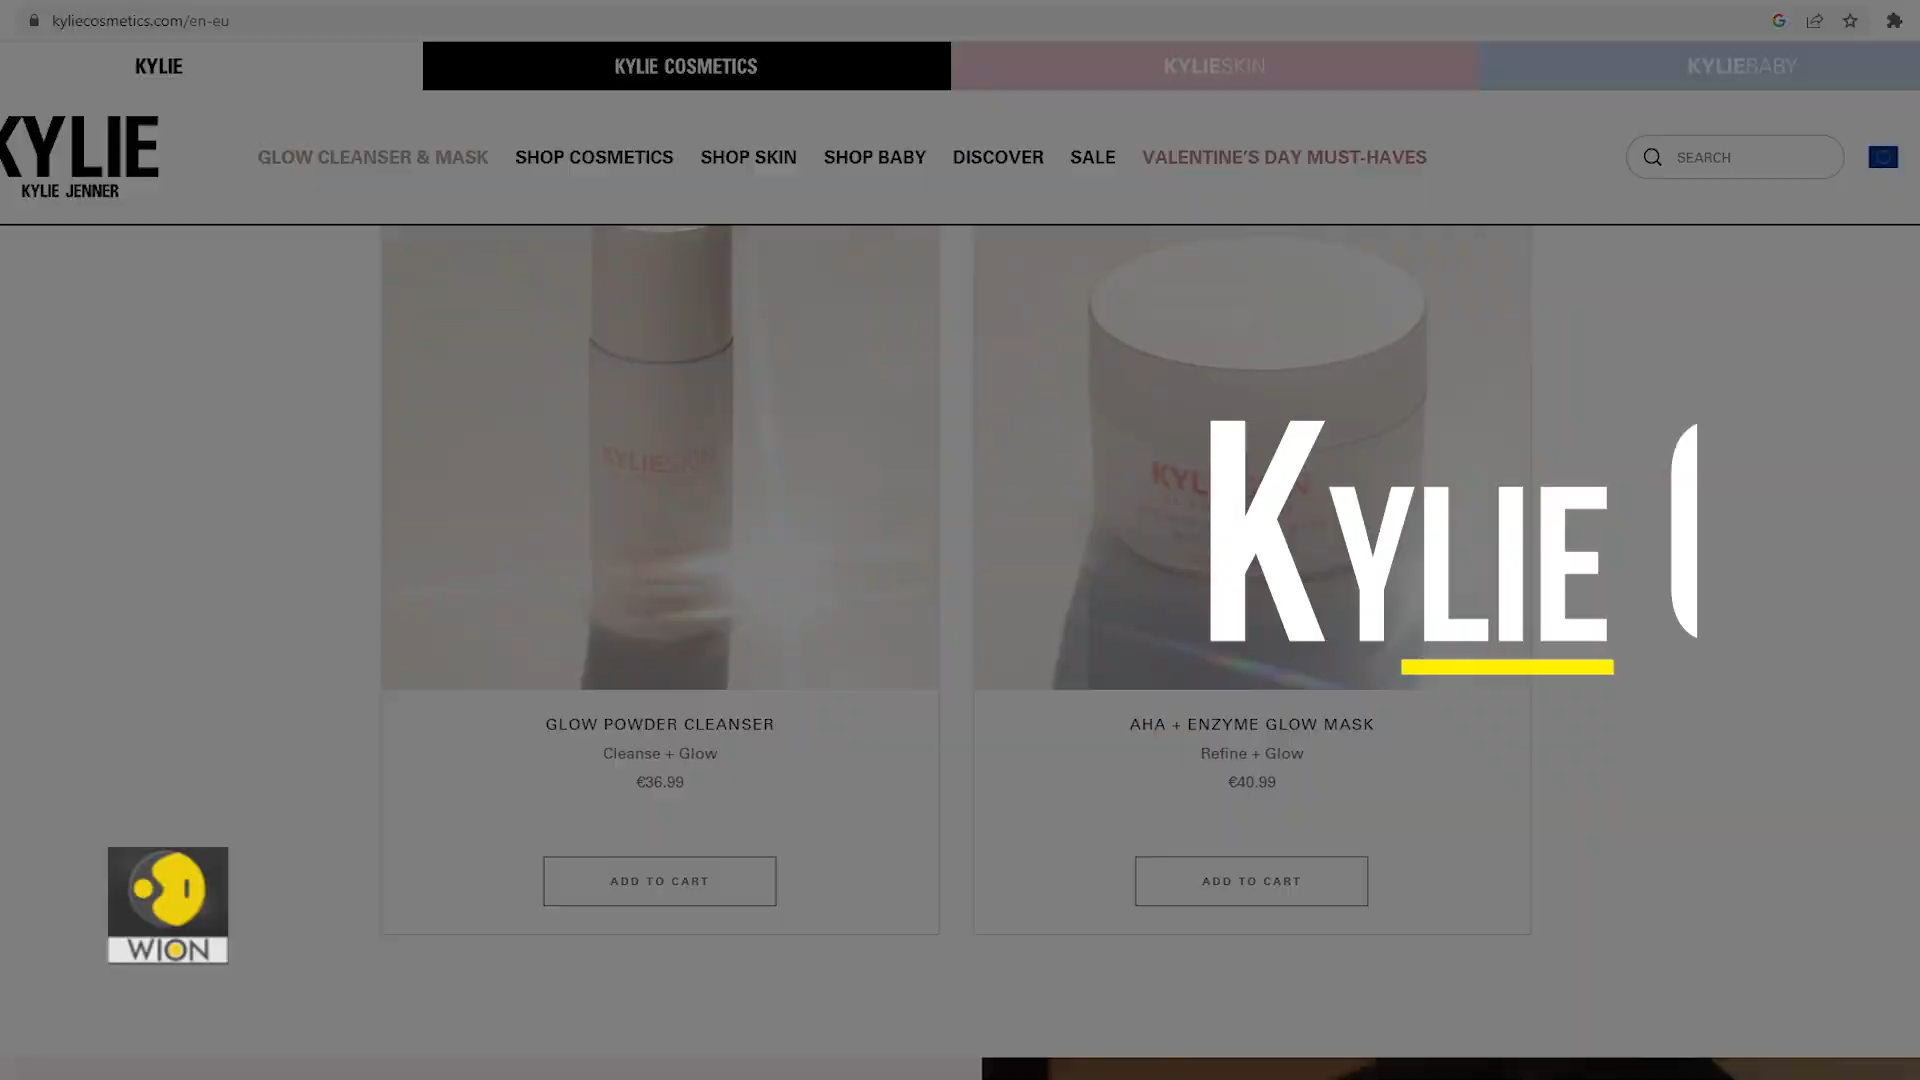 kyliecosmetics.com/en-eu
KYLIE
KYLIE COSMETICS
KYLIESKIN
KYLIEBABY
KYLIE
KYLIE JENNER
GLOW CLEANSER & MASK
SHOP COSMETICS
SHOP SKIN
SHOP BABY
DISCOVER
SALE
VALENTINE'S DAY MUST-HAVES
SEARCH
KYLIESKIN
KYLIE
GLOW POWDER CLEANSER
Cleanse + Glow
€36.99
ADD TO CART
AHA + ENZYME GLOW MASK
Refine + Glow
€40.99
ADD TO CART
WION